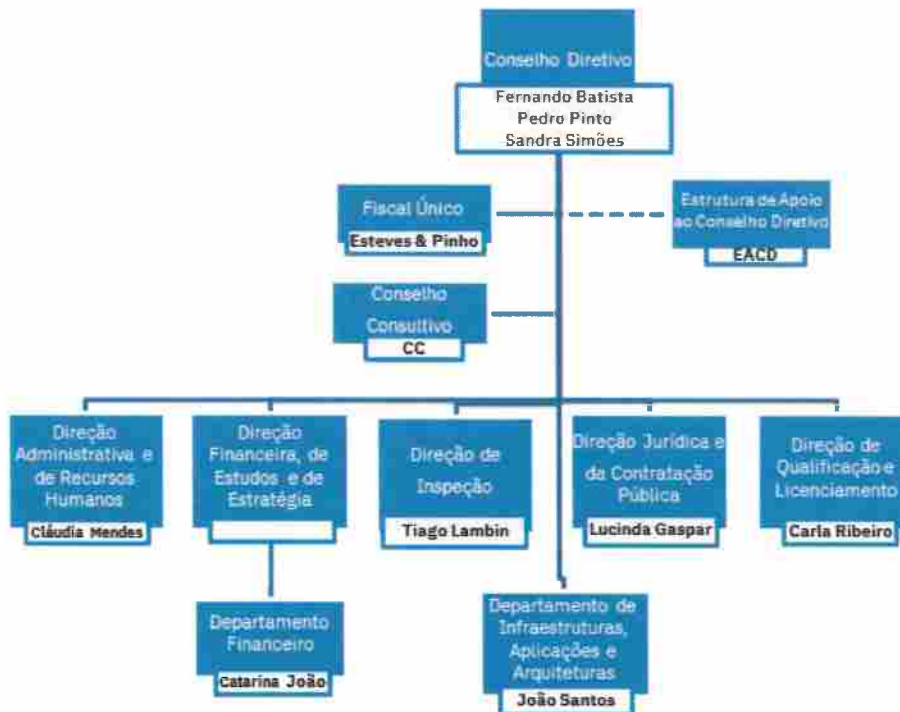 Conselho Diretivo
Fernando Batista
Pedro Pinto
Sandra Simões
Fiscal Único
Esteves & Pinho
Estrutura de Apoio
ao Conselho Diretivo
EACD
Conselho
Consultivo
CC
Direção
Administrativa e
de Recursos
Humanos
Cláudia Mendes
Direção
Financeira, de
Estudos e de
Estratégia
Direção de
Inspeção
Tiago Lambin
Direção Jurídica e
da Contratação
Pública
Lucinda Gaspar
Direção de
Qualificação e
Licenciamento
Carla Ribeiro
Departamento
Financeiro
Catarina João
Departamento de
Infraestruturas,
Aplicações e
Arquiteturas
João Santos